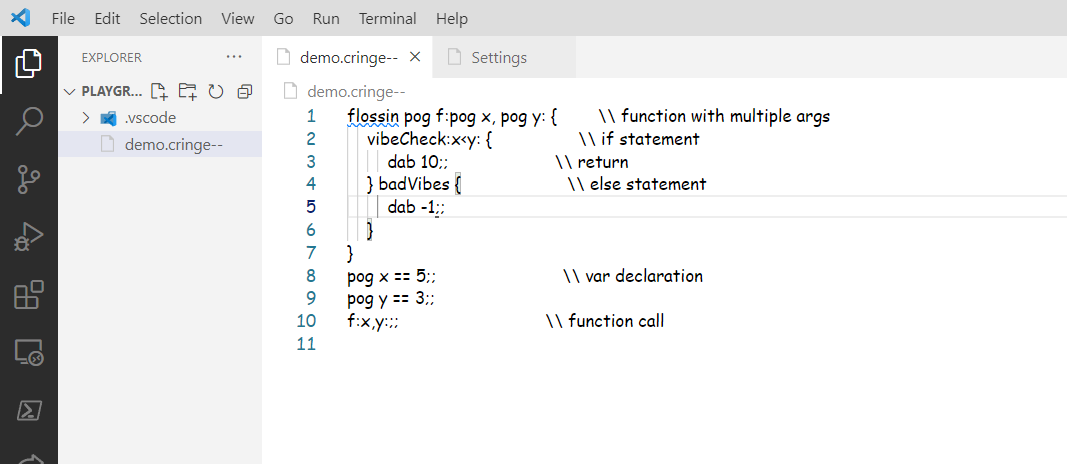 File Edit Selection View Go Run Terminal Help
EXPLORER ···
demo.cringe-- Settings
PLAYGR...
.vscode
demo.cringe--
demo.cringe--
1 flossin pog f:pog x, pog y: { \\ function with multiple args
2 vibeCheck:x<y: { \\ if statement
3 dab 10;; \\ return
4 } badVibes { \\ else statement
5 dab -1;;
6 }
7 }
8 pog x == 5;; \\ var declaration
9 pog y == 3;;
10 f:x,y:;; \\ function call
11